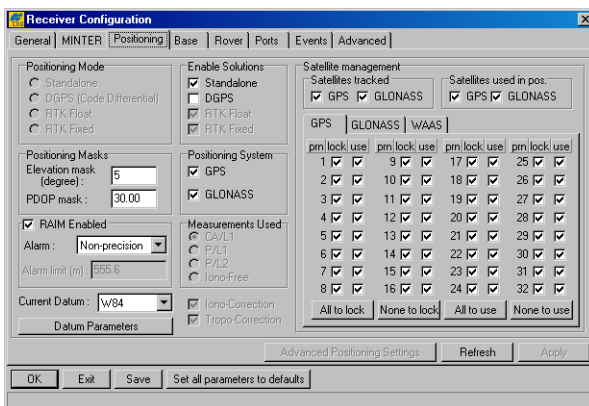 Receiver Configuration
General MINTER Positioning Base Rover Ports Events Advanced
Positioning Mode
Standalone
DGPS (Code Differential)
RTK Float
RTK Fixed
Enable Solutions
Standalone
DGPS
RTK Float
RTK Fixed
Positioning Masks
Elevation mask
(degree) : 5
PDOP mask : 30.00
Positioning System
GPS
GLONASS
RAIM Enabled
Alarm : Non-precision
Alarm limit (m) : 555.6
Measurements Used
CA/L1
P/L1
P/L2
Iono-Free
Current Datum : W84
Datum Parameters
Iono-Correction
Tropo-Correction
Satellite management
Satellites tracked
GPS GLONASS
Satellites used in pos.
GPS GLONASS
GPS GLONASS WAAS
prn lock use prn lock use prn lock use prn lock use
1 9 17 25
2 10 18 26
3 11 19 27
4 12 20 28
5 13 21 29
6 14 22 30
7 15 23 31
8 16 24 32
All to lock None to lock All to use None to use
Advanced Positioning Settings Refresh Apply
OK Exit Save Set all parameters to defaults